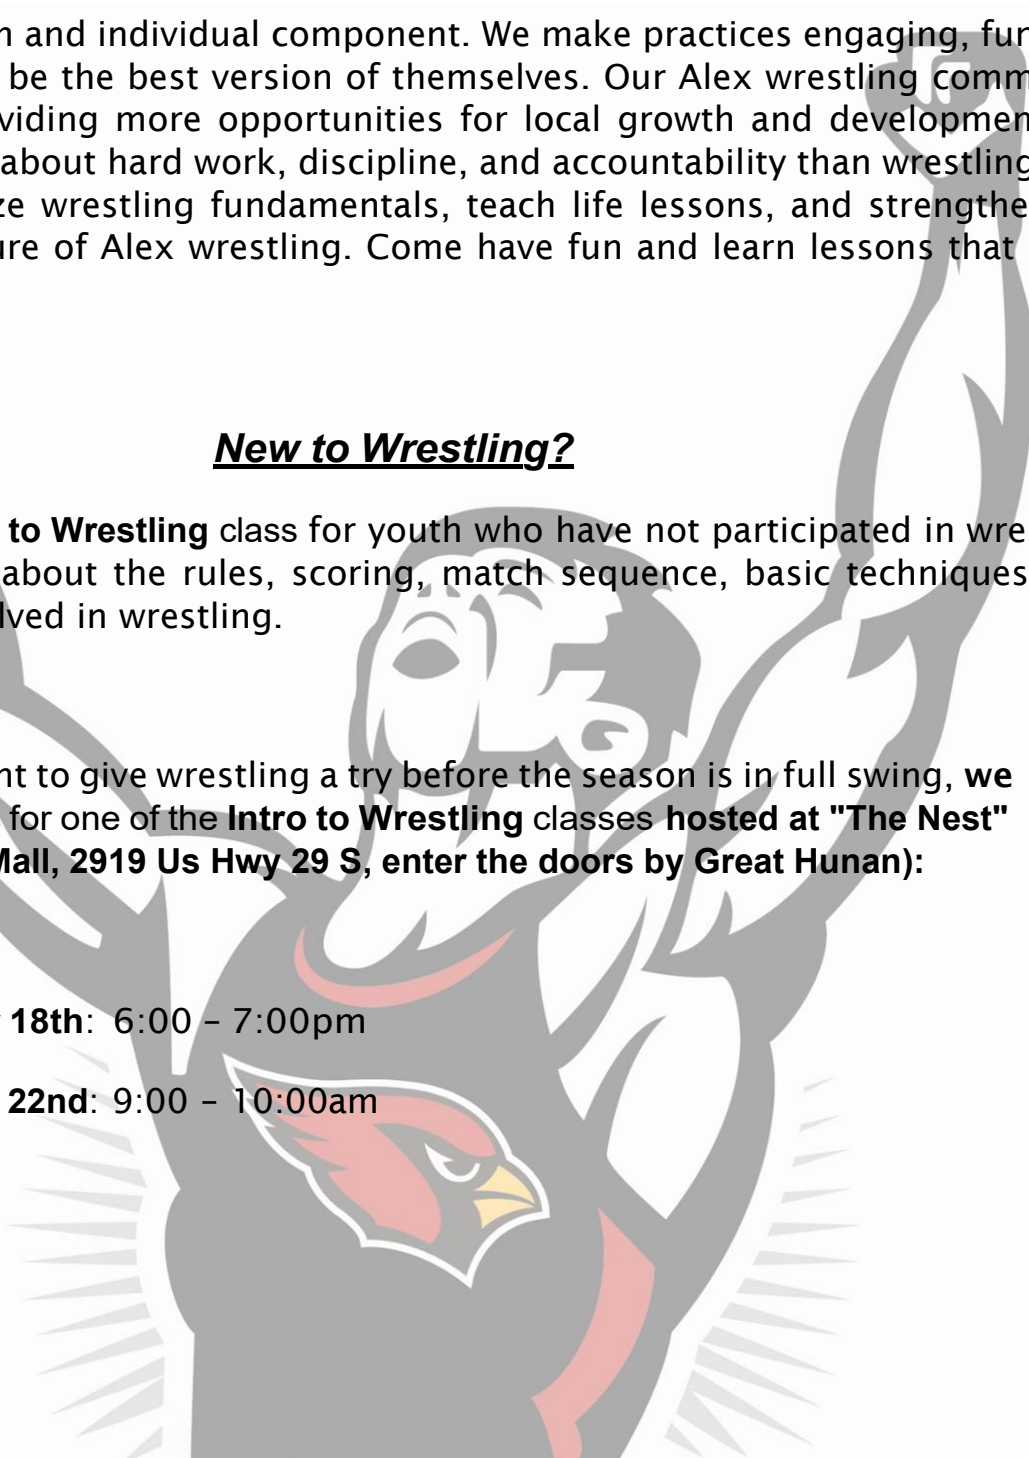 and individual component. We make practices engaging, fun
be the best version of themselves. Our Alex wrestling comm
viding more opportunities for local growth and developmen
about hard work, discipline, and accountability than wrestling
ze wrestling fundamentals, teach life lessons, and strengthe
ure of Alex wrestling. Come have fun and learn lessons that
New to Wrestling?
to Wrestling class for youth who have not participated in wre
about the rules, scoring, match sequence, basic techniques
lved in wrestling.
nt to give wrestling a try before the season is in full swing, we
for one of the Intro to Wrestling classes hosted at "The Nest"
Mall, 2919 Us Hwy 29 S, enter the doors by Great Hunan):
18th: 6:00 – 7:00pm
22nd: 9:00 – 10:00am